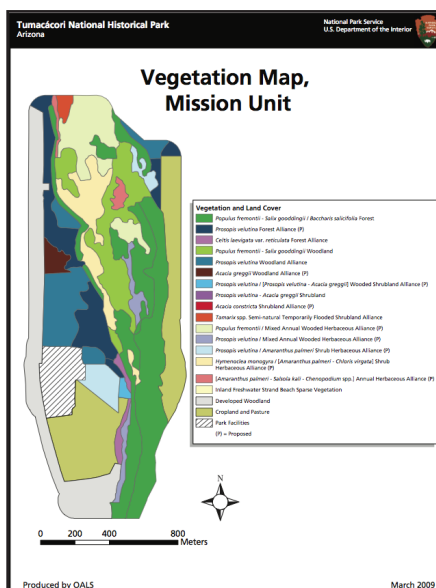 Tumacácori National Historical Park
Arizona
National Park Service
U.S. Department of the Interior
Vegetation Map,
Mission Unit
Vegetation and Land Cover
Populus fremontii - Salix gooddingii / Baccharis salicifolia Forest
Prosopis velutina Forest Alliance (P)
Celtis laevigata var. reticulata Forest Alliance
Populus fremontii - Salix gooddingii Woodland
Prosopis velutina Woodland Alliance
Acacia greggii Woodland Alliance (P)
Prosopis velutina / [Prosopis velutina - Acacia greggii] Wooded Shrubland Alliance (P)
Prosopis velutina - Acacia greggii Shrubland
Acacia constricta Shrubland Alliance (P)
Tamarix spp. Semi-natural Temporarily Flooded Shrubland Alliance
Populus fremontii / Mixed Annual Wooded Herbaceous Alliance (P)
Prosopis velutina / Mixed Annual Wooded Herbaceous Alliance (P)
Prosopis velutina / Amaranthus palmeri Shrub Herbaceous Alliance (P)
Hymenoclea monogyra / [Amaranthus palmeri - Chloris virgata] Shrub
Herbaceous Alliance (P)
[Amaranthus palmeri - Salsola kali - Chenopodium spp.] Annual Herbaceous Alliance (P)
Inland Freshwater Strand Beach Sparse Vegetation
Developed Woodland
Cropland and Pasture
Park Facilities
(P) = Proposed
N
0 200 400 800
Meters
Produced by OALS
March 2009